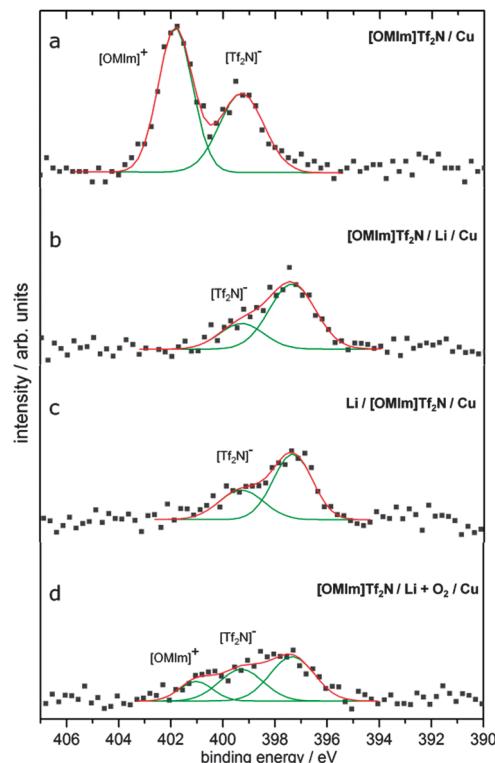 a
[OMIm]Tf₂N / Cu
[OMIm]⁺
[Tf₂N]⁻
b
[OMIm]Tf₂N / Li / Cu
[Tf₂N]⁻
c
Li / [OMIm]Tf₂N / Cu
[Tf₂N]⁻
d
[OMIm]Tf₂N / Li + O₂ / Cu
[OMIm]⁺
[Tf₂N]⁻
intensity / arb. units
406 404 402 400 398 396 394 392 390
binding energy / eV